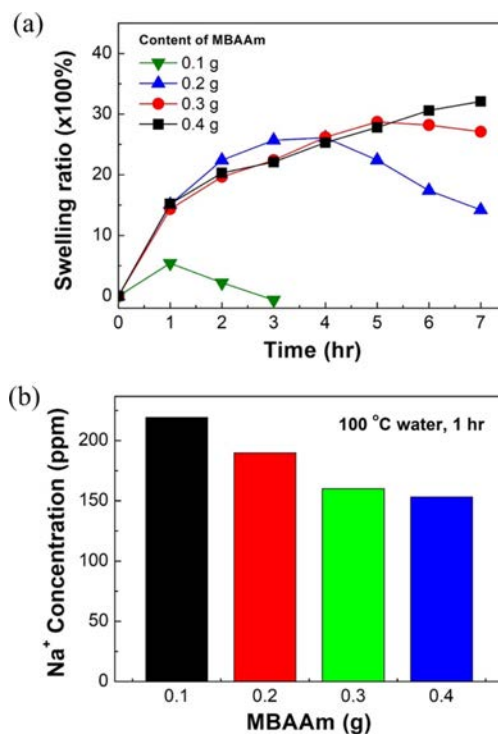 (a)
Content of MBAAm
0.1 g
0.2 g
0.3 g
0.4 g
Swelling ratio (x100%)
40
30
20
10
0
0 1 2 3 4 5 6 7
Time (hr)
(b)
100 °C water, 1 hr
Na⁺ Concentration (ppm)
200
150
100
50
0
0.1 0.2 0.3 0.4
MBAAm (g)